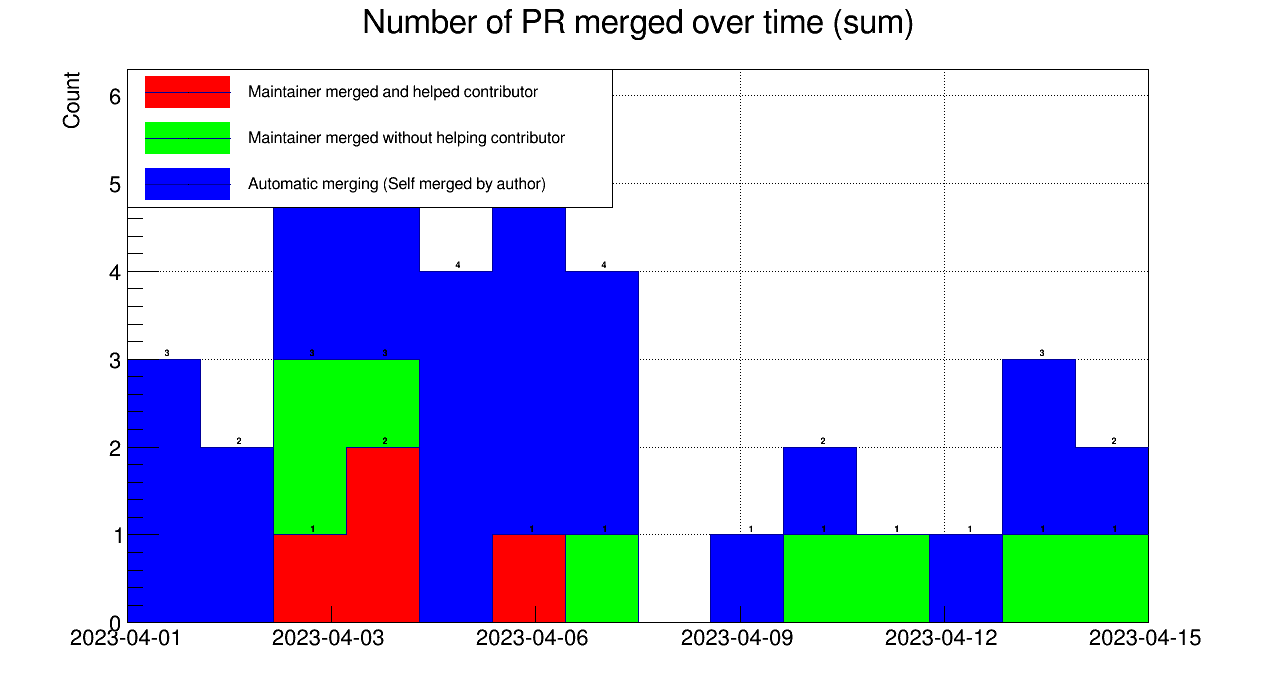 Number of PR merged over time (sum)
Count
6
5
4
3
2
1
0
Maintainer merged and helped contributor
Maintainer merged without helping contributor
Automatic merging (Self merged by author)
4 4
3 2 3 3
2 2 2 2
1 1 1 1 1 1 1 1 1
2023-04-01 2023-04-03 2023-04-06 2023-04-09 2023-04-12 2023-04-15